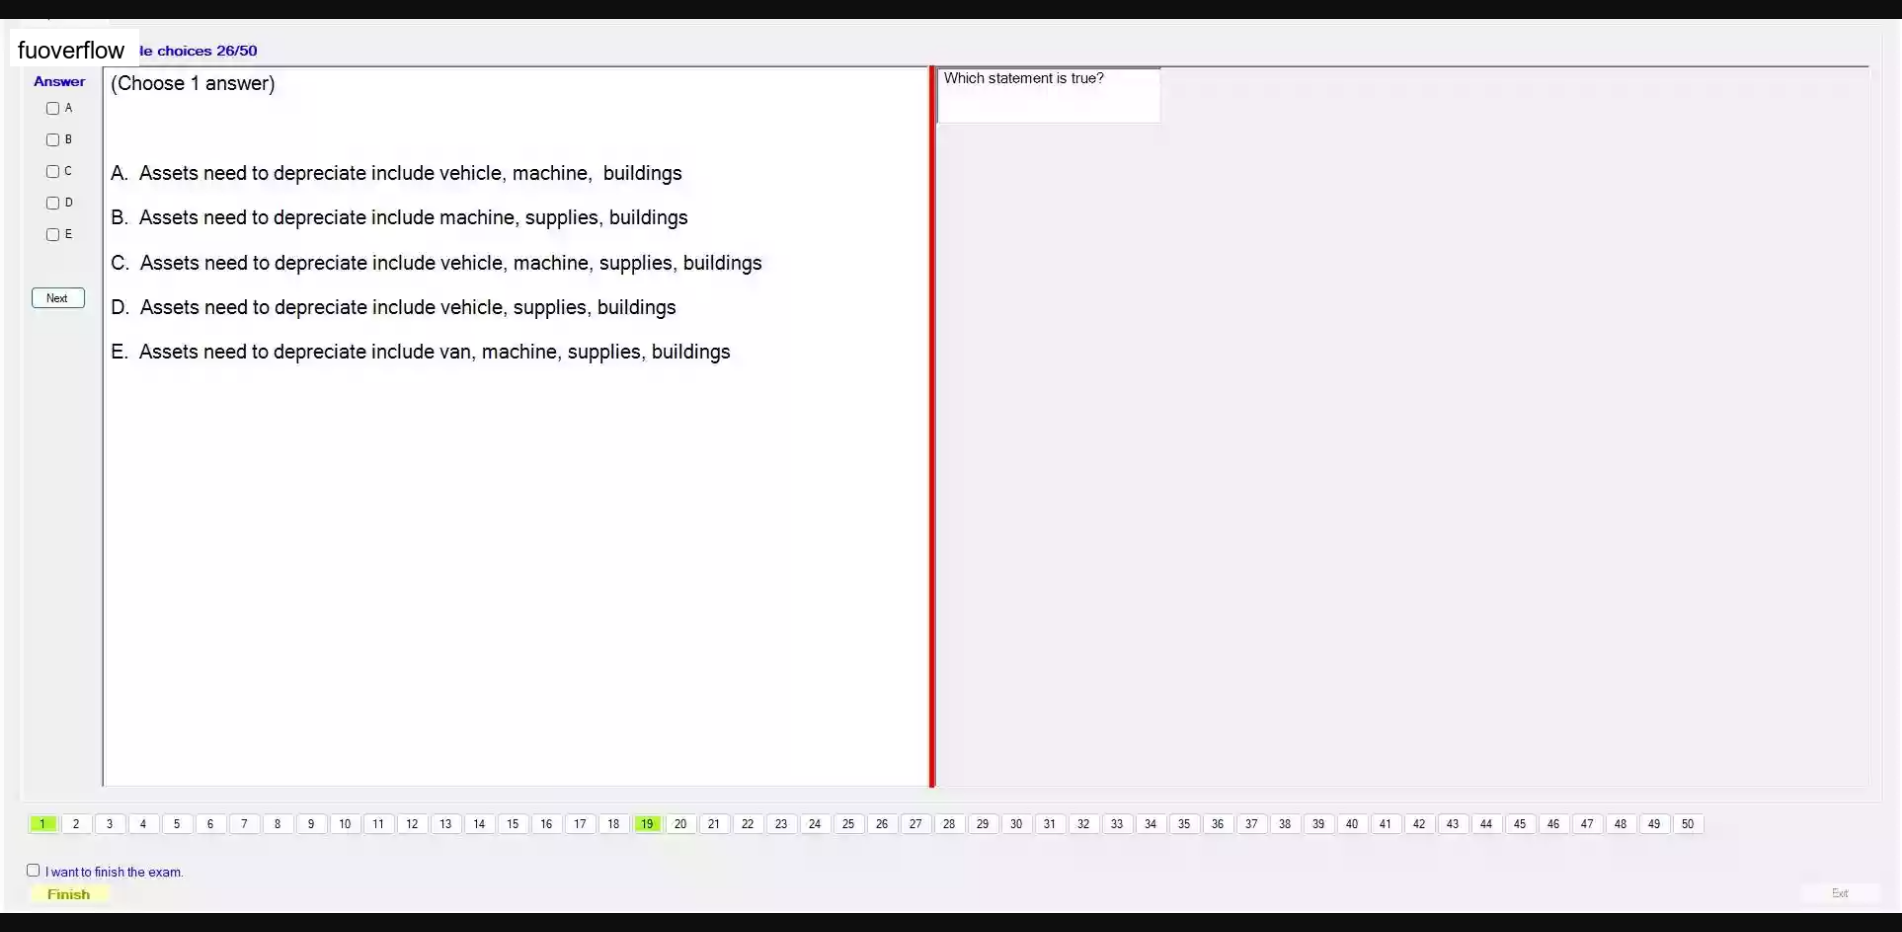 fuoverflow
le choices 26/50
Answer
A
B
C
D
E
Next
(Choose 1 answer)
A. Assets need to depreciate include vehicle, machine, buildings
B. Assets need to depreciate include machine, supplies, buildings
C. Assets need to depreciate include vehicle, machine, supplies, buildings
D. Assets need to depreciate include vehicle, supplies, buildings
E. Assets need to depreciate include van, machine, supplies, buildings
Which statement is true?
1 2 3 4 5 6 7 8 9 10 11 12 13 14 15 16 17 18 19 20 21 22 23 24 25 26 27 28 29 30 31 32 33 34 35 36 37 38 39 40 41 42 43 44 45 46 47 48 49 50
I want to finish the exam.
Finish
Exit